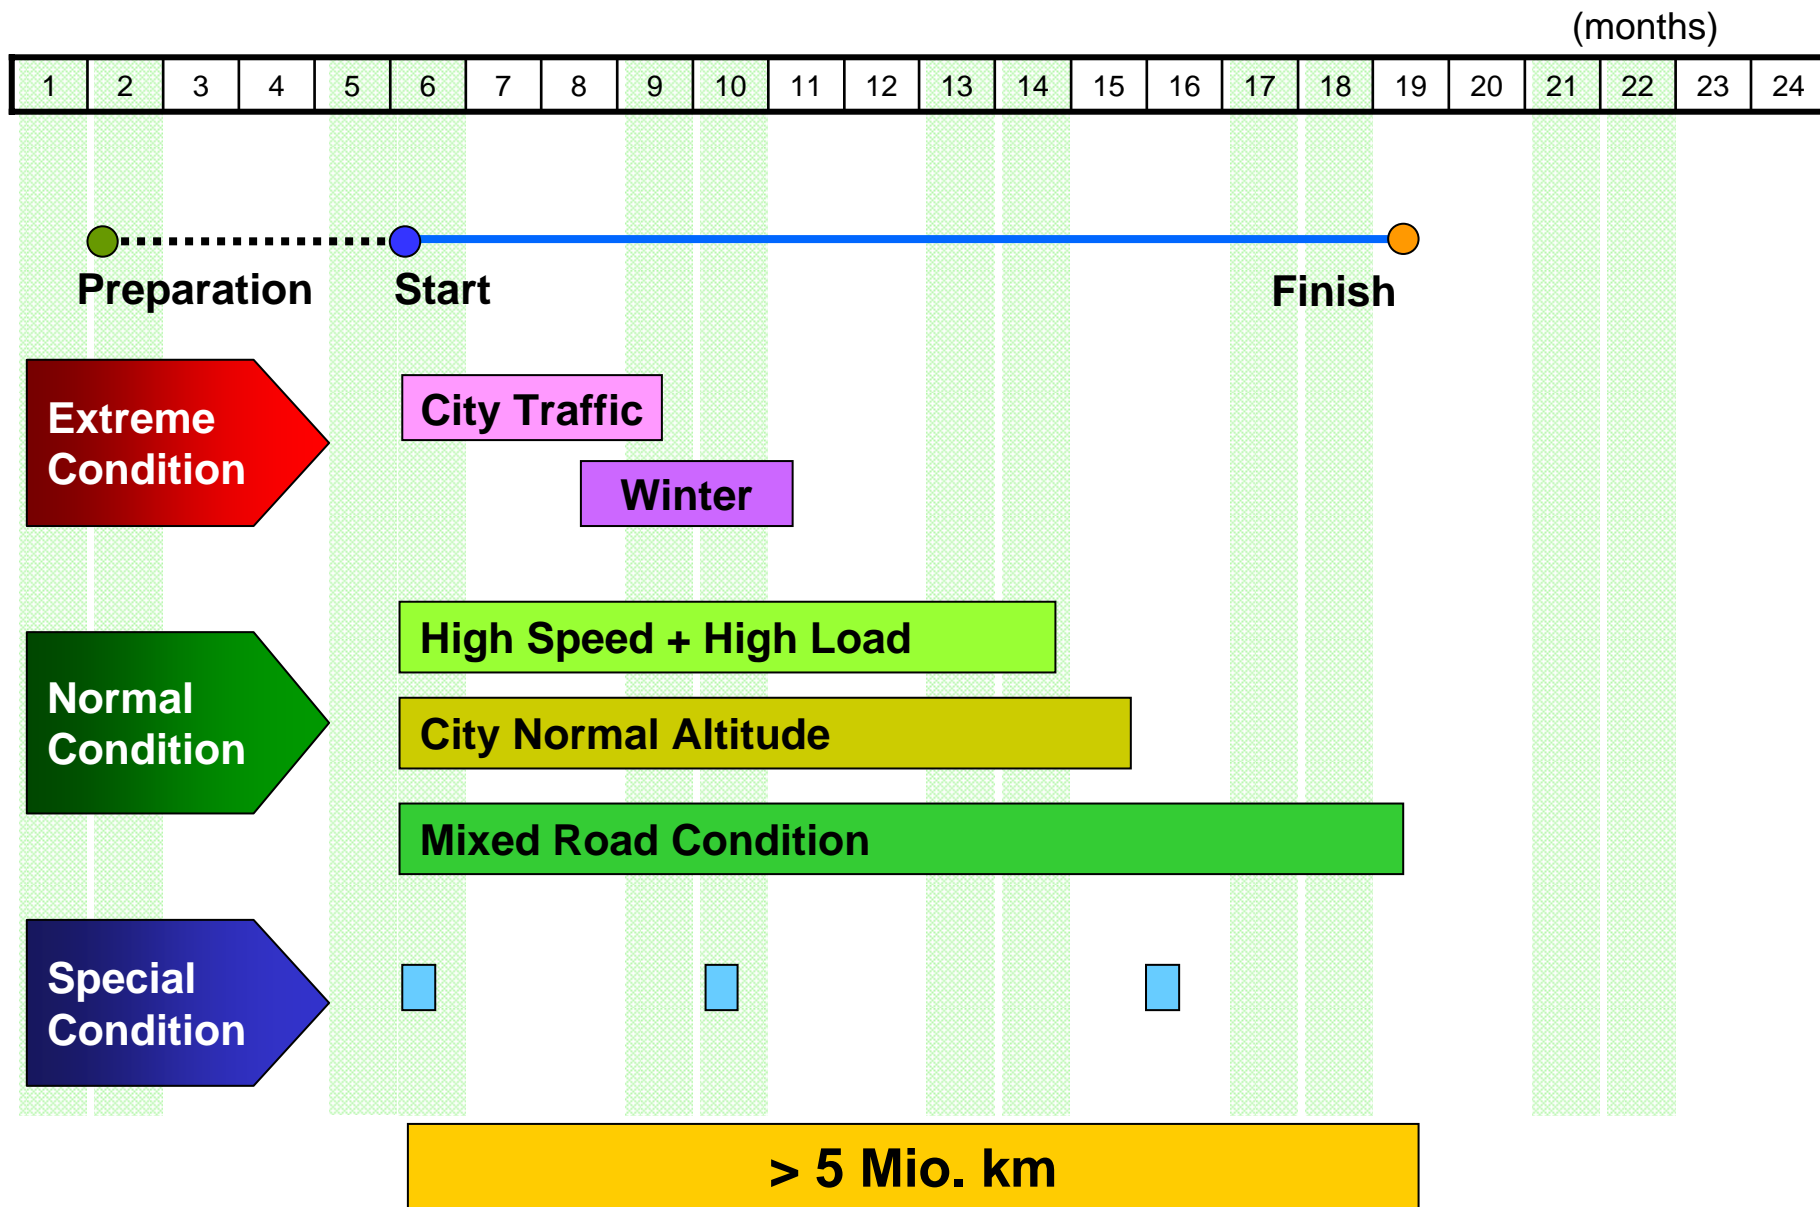 (months)
1 2 3 4 5 6 7 8 9 10 11 12 13 14 15 16 17 18 19 20 21 22 23 24
Preparation Start Finish
Extreme
Condition
City Traffic
Winter
Normal
Condition
High Speed + High Load
City Normal Altitude
Mixed Road Condition
Special
Condition
> 5 Mio. km